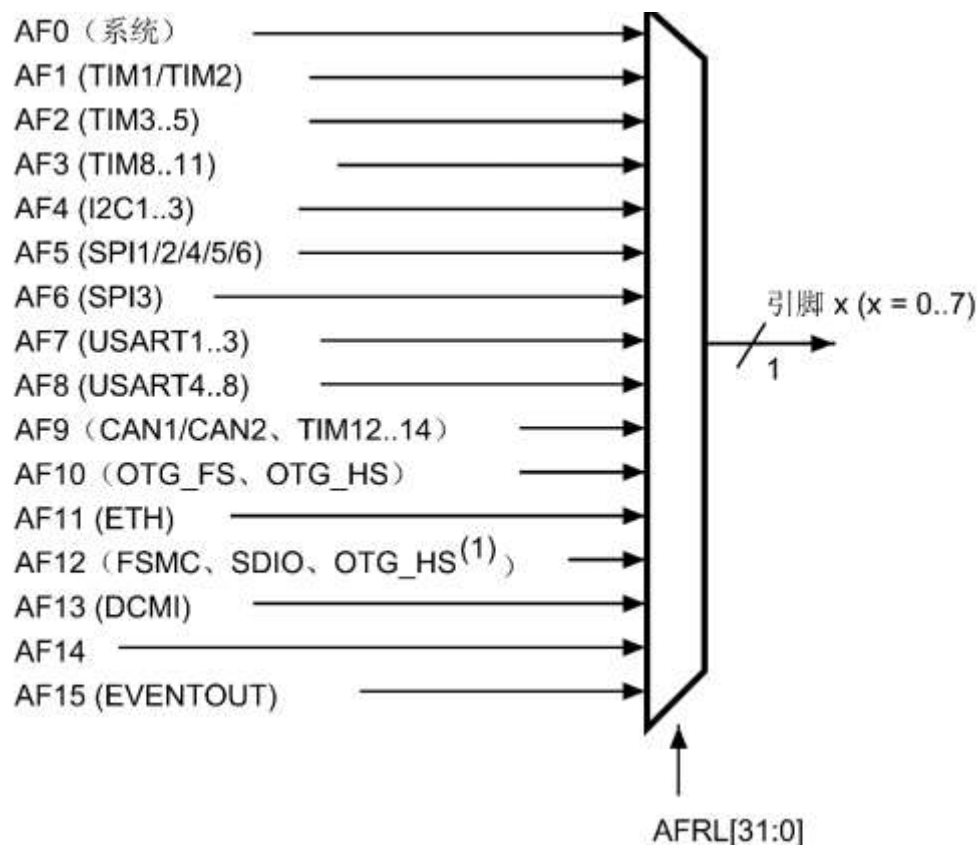 AF0（系统）
AF1 (TIM1/TIM2)
AF2 (TIM3..5)
AF3 (TIM8..11)
AF4 (I2C1..3)
AF5 (SPI1/2/4/5/6)
AF6 (SPI3)
AF7 (USART1..3)
AF8 (USART4..8)
AF9（CAN1/CAN2、TIM12..14）
AF10（OTG_FS、OTG_HS）
AF11 (ETH)
AF12（FSMC、SDIO、OTG_HS(1)）
AF13 (DCMI)
AF14
AF15 (EVENTOUT)
引脚 x (x = 0..7)
1
AFRL[31:0]